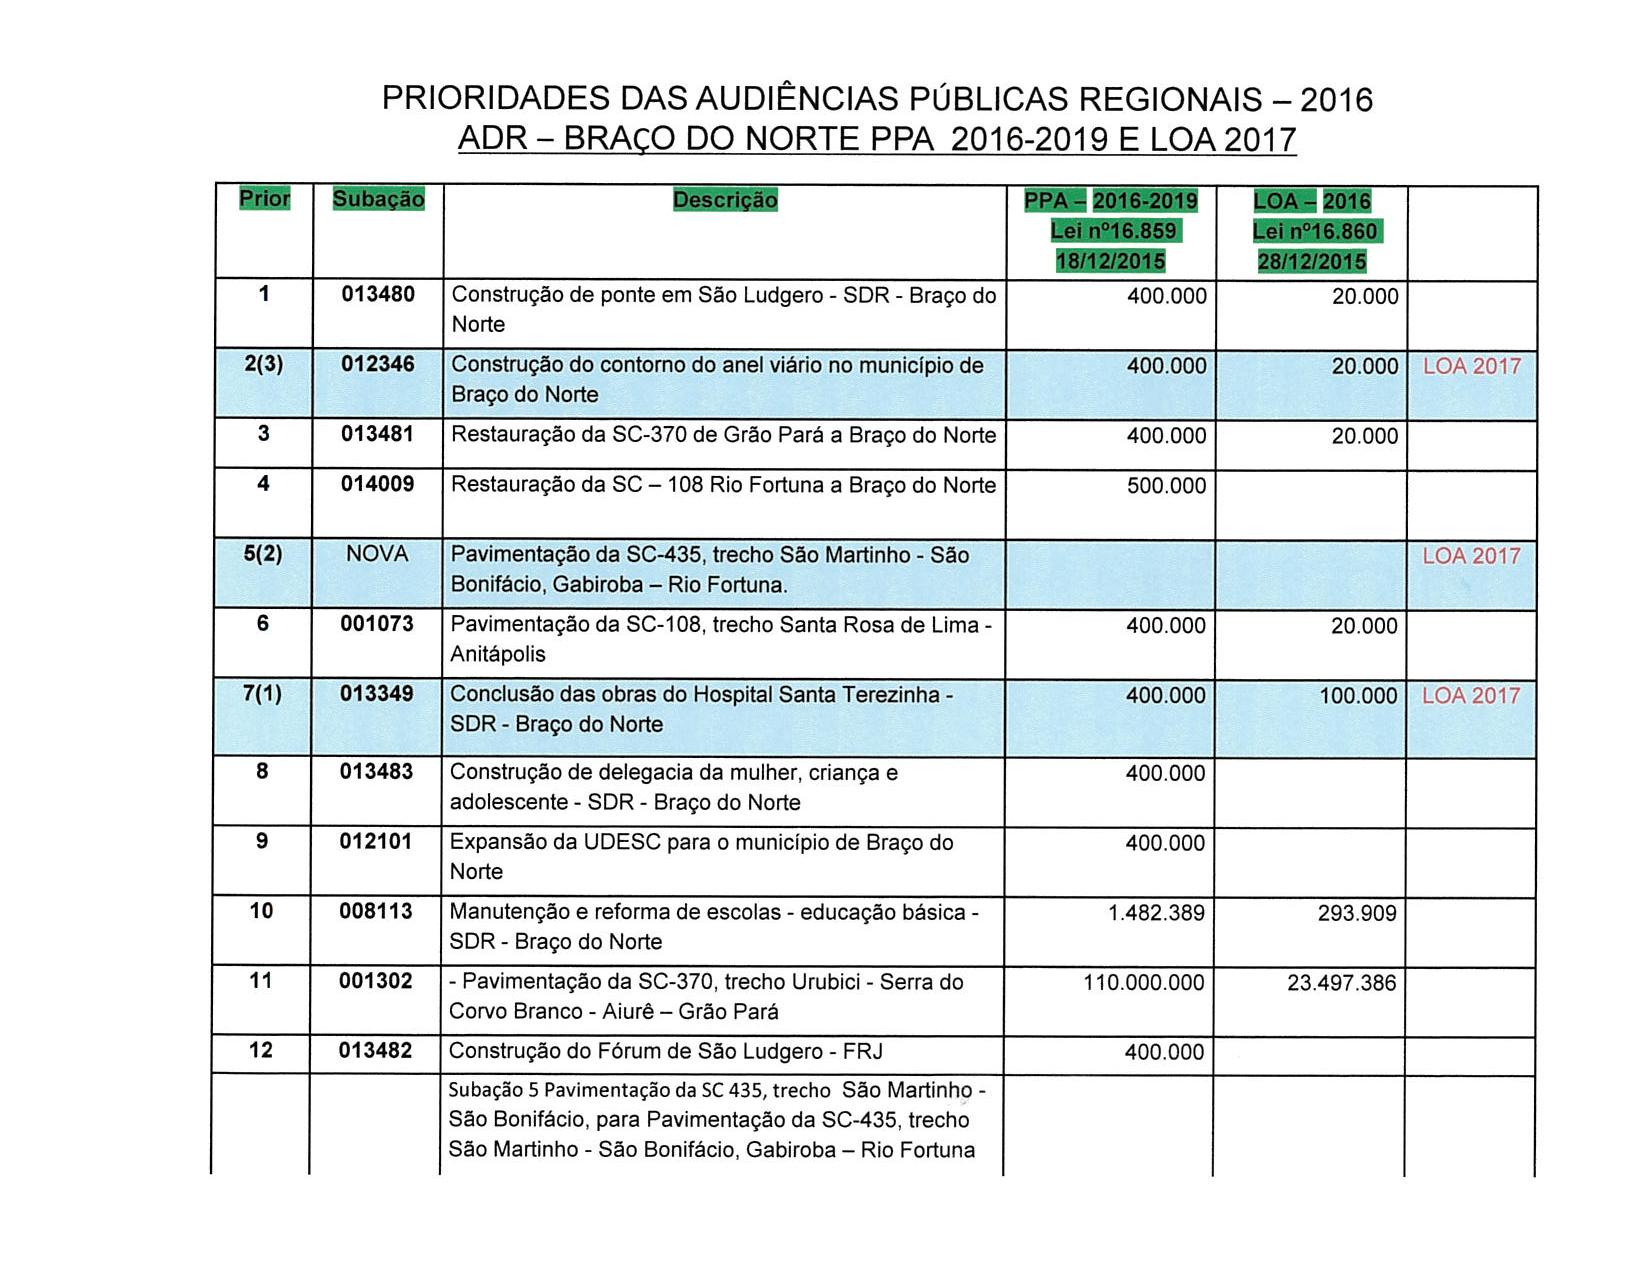 PRIORIDADES DAS AUDIÊNCIAS PÚBLICAS REGIONAIS – 2016
ADR – BRAÇO DO NORTE PPA 2016-2019 E LOA 2017
Prior Subação Descrição PPA – 2016-2019 LOA – 2016
Lei nº16.859 Lei nº16.860
18/12/2015 28/12/2015
1 013480 Construção de ponte em São Ludgero - SDR - Braço do 400.000 20.000
Norte
2(3) 012346 Construção do contorno do anel viário no município de 400.000 20.000 LOA 2017
Braço do Norte
3 013481 Restauração da SC-370 de Grão Pará a Braço do Norte 400.000 20.000
4 014009 Restauração da SC – 108 Rio Fortuna a Braço do Norte 500.000
5(2) NOVA Pavimentação da SC-435, trecho São Martinho - São LOA 2017
Bonifácio, Gabiroba – Rio Fortuna.
6 001073 Pavimentação da SC-108, trecho Santa Rosa de Lima - 400.000 20.000
Anitápolis
7(1) 013349 Conclusão das obras do Hospital Santa Terezinha - 400.000 100.000 LOA 2017
SDR - Braço do Norte
8 013483 Construção de delegacia da mulher, criança e 400.000
adolescente - SDR - Braço do Norte
9 012101 Expansão da UDESC para o município de Braço do 400.000
Norte
10 008113 Manutenção e reforma de escolas - educação básica - 1.482.389 293.909
SDR - Braço do Norte
11 001302 - Pavimentação da SC-370, trecho Urubici - Serra do 110.000.000 23.497.386
Corvo Branco - Aiurê – Grão Pará
12 013482 Construção do Fórum de São Ludgero - FRJ 400.000
Subação 5 Pavimentação da SC 435, trecho São Martinho -
São Bonifácio, para Pavimentação da SC-435, trecho
São Martinho - São Bonifácio, Gabiroba – Rio Fortuna